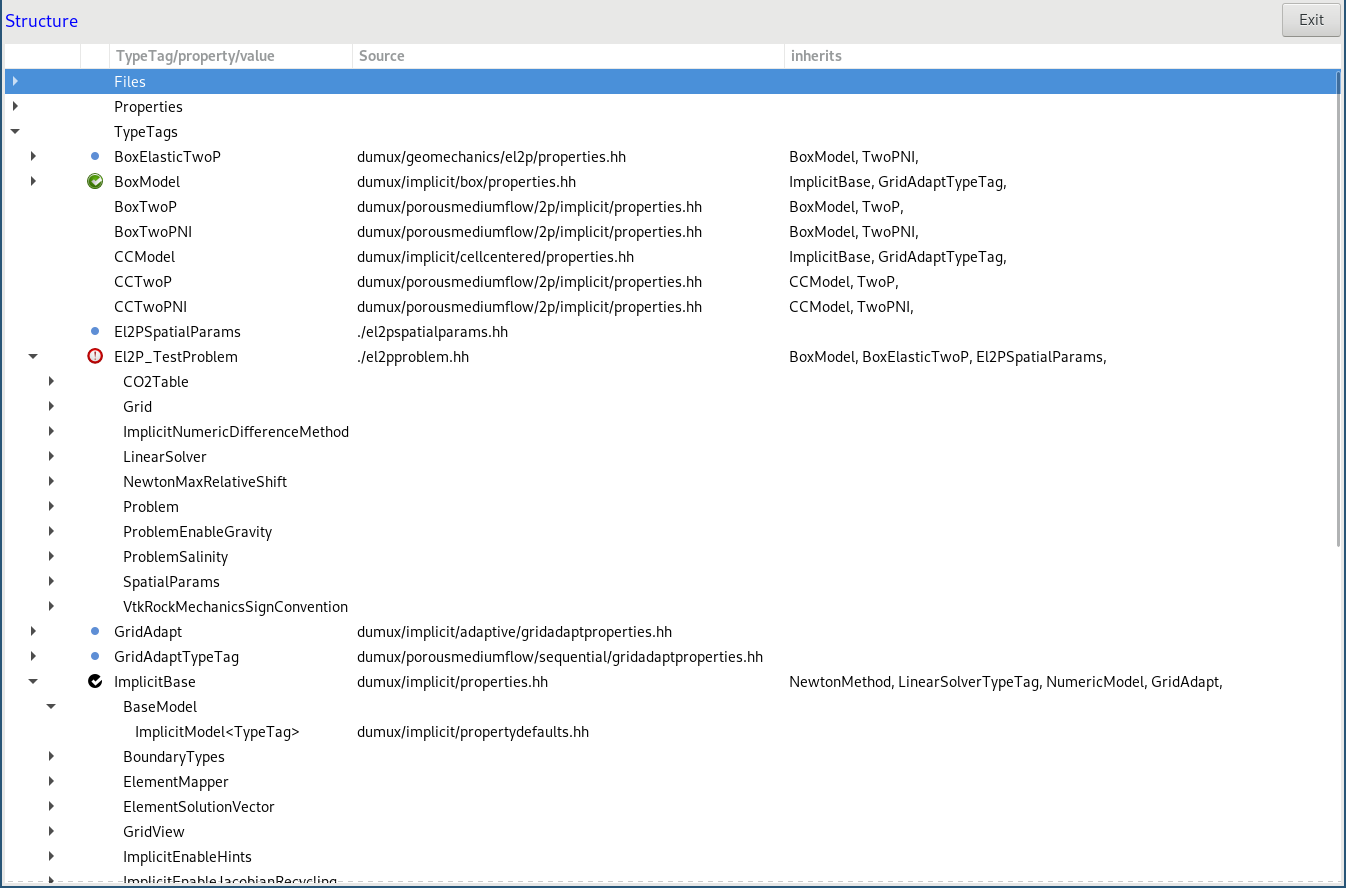 Structure
Exit
TypeTag/property/value Source inherits
Files
Properties
TypeTags
BoxElasticTwoP dumux/geomechanics/el2p/properties.hh BoxModel, TwoPNI,
BoxModel dumux/implicit/box/properties.hh ImplicitBase, GridAdaptTypeTag,
BoxTwoP dumux/porousmediumflow/2p/implicit/properties.hh BoxModel, TwoP,
BoxTwoPNI dumux/porousmediumflow/2p/implicit/properties.hh BoxModel, TwoPNI,
CCModel dumux/implicit/cellcentered/properties.hh ImplicitBase, GridAdaptTypeTag,
CCTwoP dumux/porousmediumflow/2p/implicit/properties.hh CCModel, TwoP,
CCTwoPNI dumux/porousmediumflow/2p/implicit/properties.hh CCModel, TwoPNI,
El2PSpatialParams ./el2pspatialparams.hh
El2P_TestProblem ./el2pproblem.hh BoxModel, BoxElasticTwoP, El2PSpatialParams,
CO2Table
Grid
ImplicitNumericDifferenceMethod
LinearSolver
NewtonMaxRelativeShift
Problem
ProblemEnableGravity
ProblemSalinity
SpatialParams
VtkRockMechanicsSignConvention
GridAdapt dumux/implicit/adaptive/gridadaptproperties.hh
GridAdaptTypeTag dumux/porousmediumflow/sequential/gridadaptproperties.hh
ImplicitBase dumux/implicit/properties.hh NewtonMethod, LinearSolverTypeTag, NumericModel, GridAdapt,
BaseModel
ImplicitModel<TypeTag> dumux/implicit/propertydefaults.hh
BoundaryTypes
ElementMapper
ElementSolutionVector
GridView
ImplicitEnableHints
ImplicitEnableJacobianRecycling